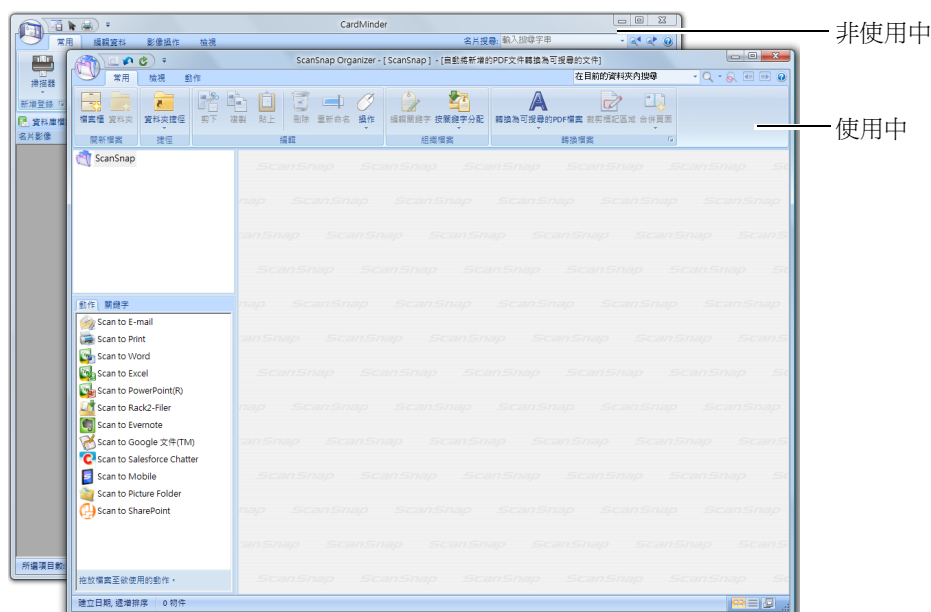 CardMinder
常用 編輯資料 影像操作 檢視
名片搜尋: 輸入搜尋字串
非使用中
掃描器
新增登錄
資料庫檔
名片影像
所選項目數:
ScanSnap Organizer - [ ScanSnap ] - [自動將新增的PDF文件轉換為可搜尋的文件]
常用 檢視 動作
在目前的資料夾內搜尋
檔案櫃 資料夾 資料夾捷徑 剪下 複製 貼上 刪除 重新命名 操作 編輯關鍵字 按關鍵字分配 轉換為可搜尋的PDF檔案 裁剪標記區域 合併頁面
使用中
開新檔案 捷徑 編輯 組織檔案 轉換檔案
ScanSnap
動作 關鍵字
Scan to E-mail
Scan to Print
Scan to Word
Scan to Excel
Scan to PowerPoint(R)
Scan to Rack2-Filer
Scan to Evernote
Scan to Google 文件(TM)
Scan to Salesforce Chatter
Scan to Mobile
Scan to Picture Folder
Scan to SharePoint
拖放檔案至欲使用的動作。
建立日期, 遞增排序 0 物件